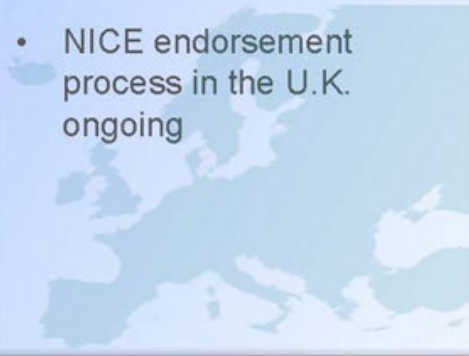 • NICE endorsement
process in the U.K.
ongoing